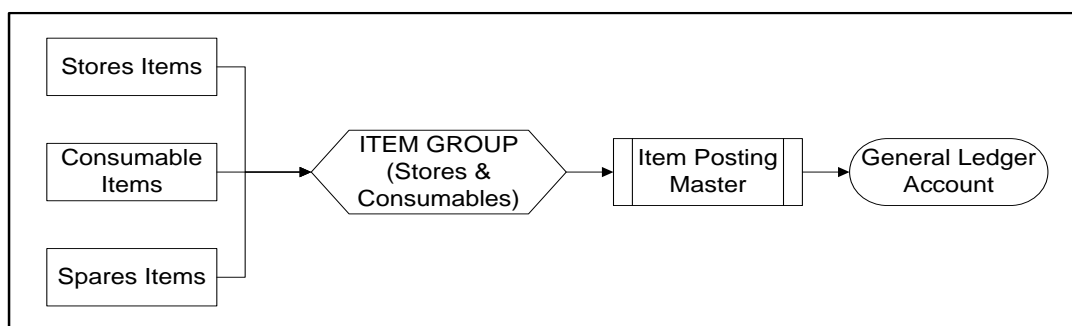 Stores Items
Consumable
Items
Spares Items
ITEM GROUP
(Stores &
Consumables)
Item Posting
Master
General Ledger
Account